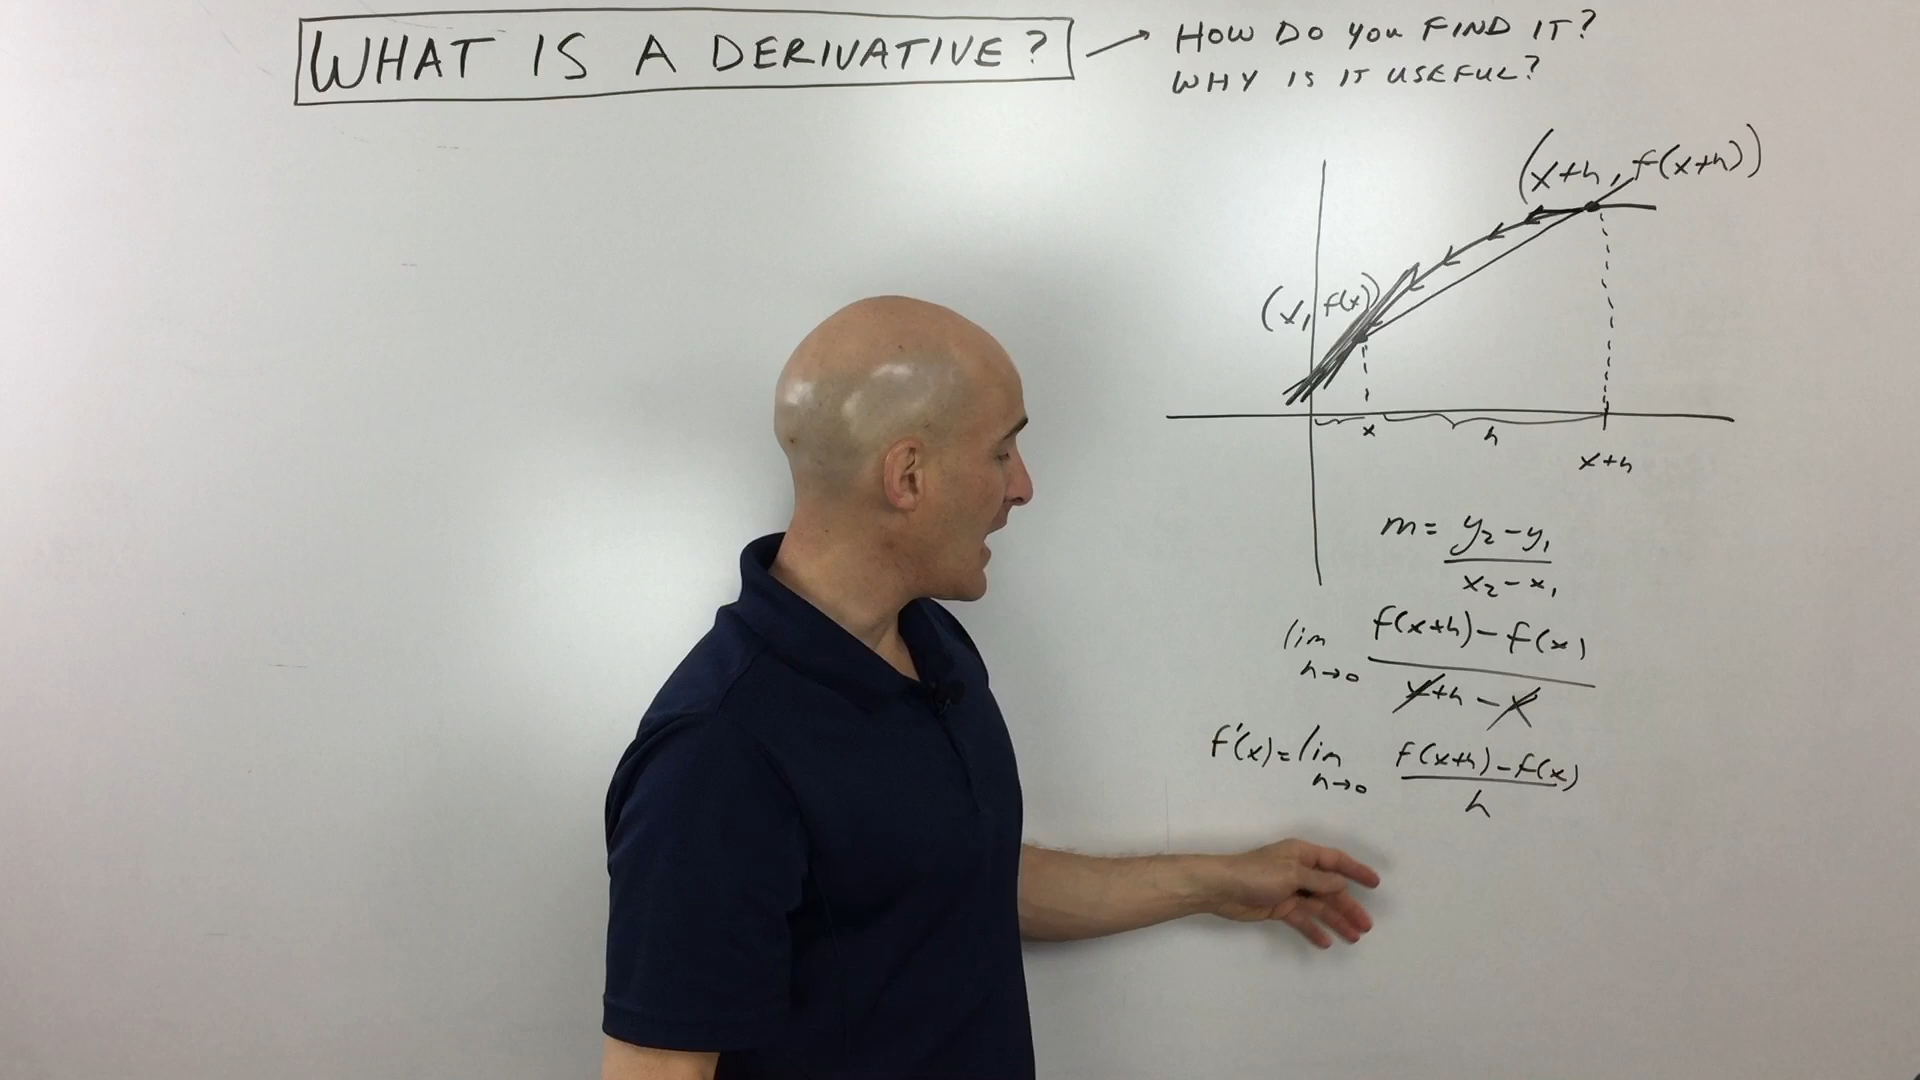 WHAT IS A DERIVATIVE?
HOW DO YOU FIND IT?
WHY IS IT USEFUL?
(x+h, f(x+h))
(x, f(x))
x
h
x+h
m = y₂ - y₁
x₂ - x₁
lim f(x+h) - f(x)
h→0 x+h - x
f'(x) = lim f(x+h) - f(x)
h→0 h